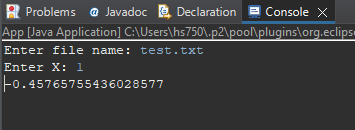 Problems Javadoc Declaration Console
App [Java Application] C:\Users\hs750\.p2\pool\plugins\org.eclipse
Enter file name: test.txt
Enter X: 1
-0.45765755436028577